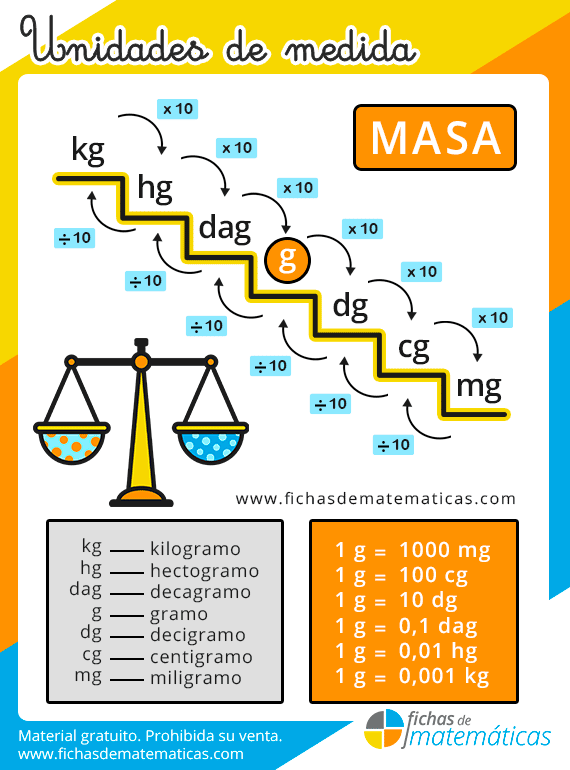 Unidades de medida
MASA
kg
hg
dag
g
dg
cg
mg
x 10
x 10
x 10
x 10
x 10
x 10
÷10
÷10
÷10
÷10
÷10
÷10
www.fichasdematematicas.com
kg kilogramo
hg hectogramo
dag decagramo
g gramo
dg decigramo
cg centigramo
mg miligramo
1 g = 1000 mg
1 g = 100 cg
1 g = 10 dg
1 g = 0,1 dag
1 g = 0,01 hg
1 g = 0,001 kg
Material gratuito. Prohibida su venta.
www.fichasdematematicas.com
fichas de
matemáticas